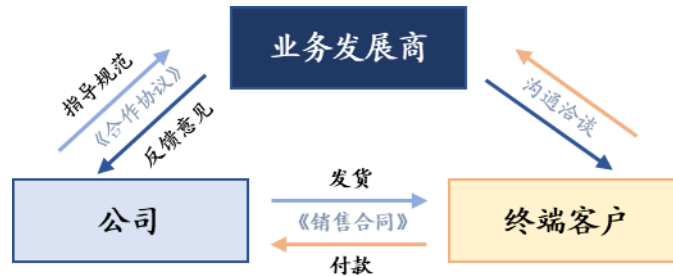 业务发展商
指导规范
《合作协议》
反馈意见
沟通洽谈
公司
发货
《销售合同》
付款
终端客户